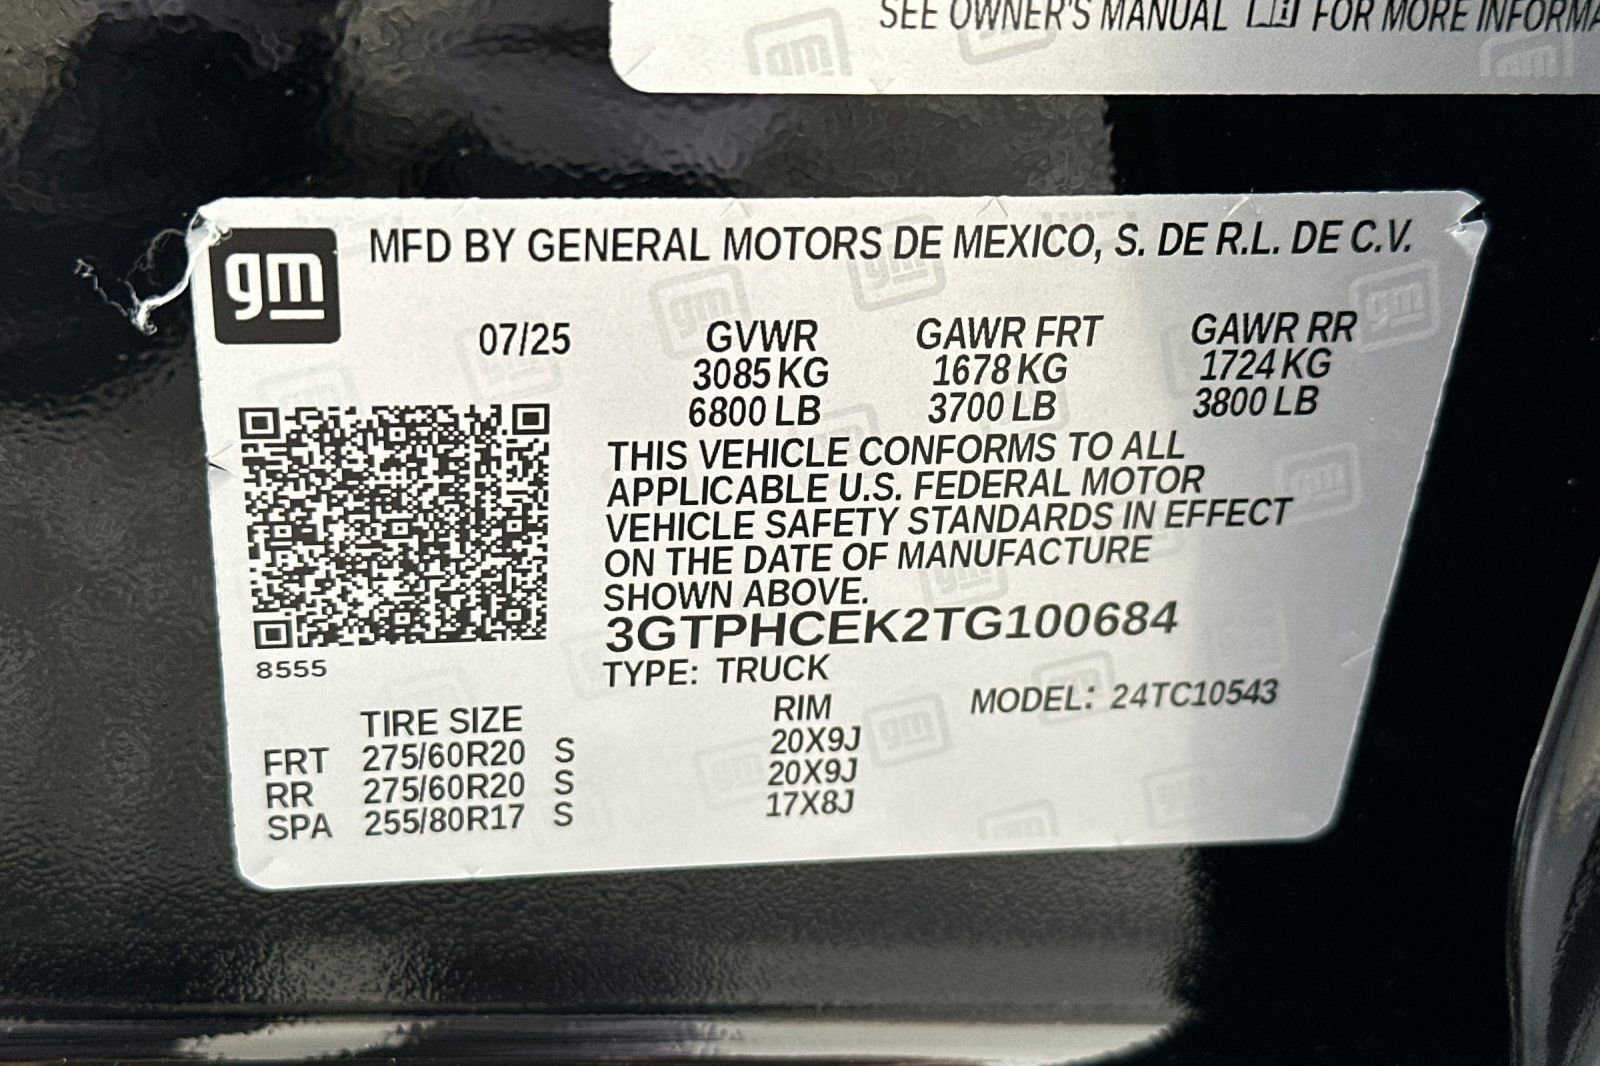 SEE OWNER'S MANUAL FOR MORE
gm
MFD BY GENERAL MOTORS DE MEXICO, S. DE R.L. DE C.V.
07/25 GVWR GAWR FRT GAWR RR
3085 KG 1678 KG 1724 KG
6800 LB 3700 LB 3800 LB
THIS VEHICLE CONFORMS TO ALL
APPLICABLE U.S. FEDERAL MOTOR
VEHICLE SAFETY STANDARDS IN EFFECT
ON THE DATE OF MANUFACTURE
SHOWN ABOVE.
3GTPHCEK2TG100684
8555
TYPE: TRUCK
MODEL: 24TC10543
TIRE SIZE RIM
FRT 275/60R20 S 20X9J
RR 275/60R20 S 20X9J
SPA 255/80R17 S 17X8J